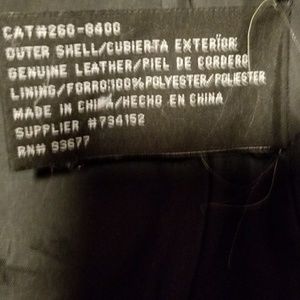 CAT#260-8400
OUTER SHELL/CUBIERTA EXTERIOR:
GENUINE LEATHER/PIEL DE CORDERO
LINING/FORRO:100%POLYESTER/POLIESTER
MADE IN CHINA/HECHO EN CHINA
SUPPLIER #734152
RN# 93677